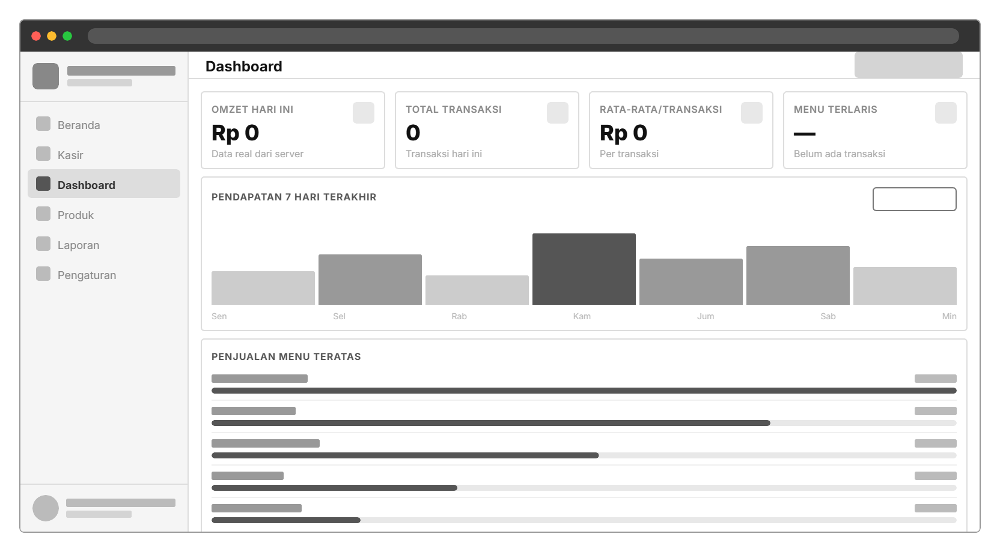 Dashboard
Beranda
Kasir
Dashboard
Produk
Laporan
Pengaturan
OMZET HARI INI
Rp 0
Data real dari server
TOTAL TRANSAKSI
0
Transaksi hari ini
RATA-RATA/TRANSAKSI
Rp 0
Per transaksi
MENU TERLARIS
—
Belum ada transaksi
PENDAPATAN 7 HARI TERAKHIR
Sen Sel Rab Kam Jum Sab Min
PENJUALAN MENU TERATAS